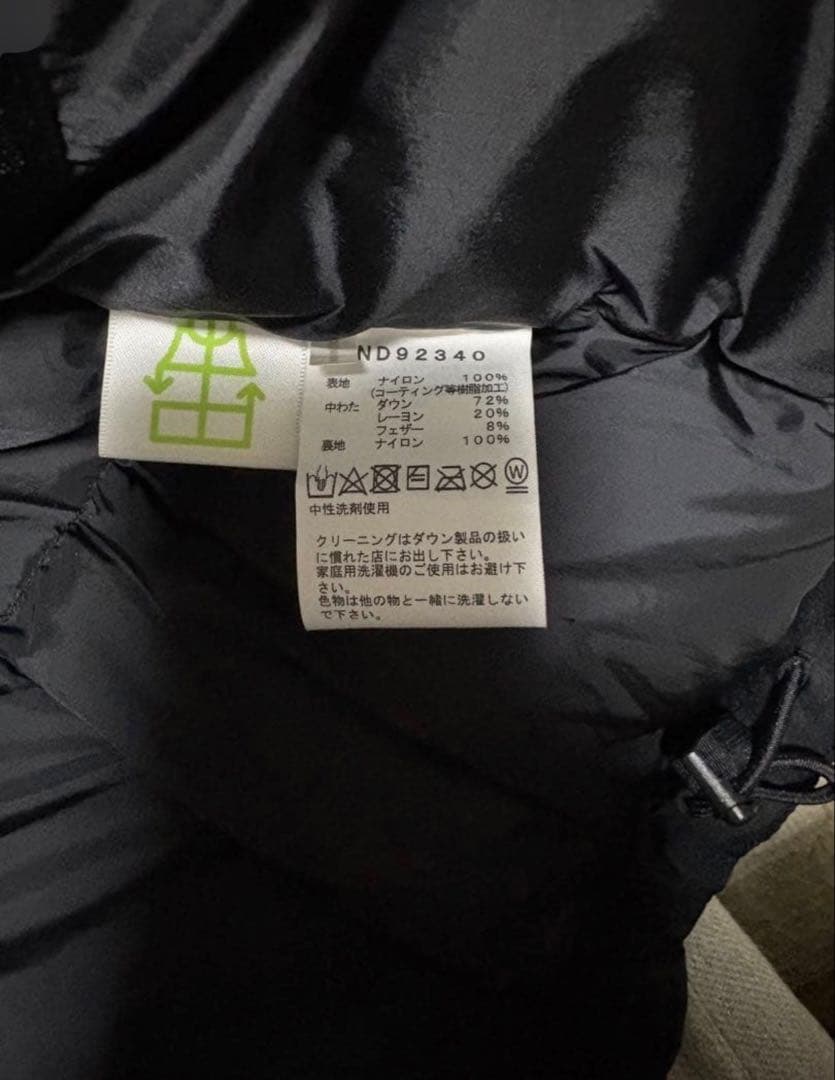 ND92340
表地 ナイロン 100%
(コーティング等樹脂加工)
中わた ダウン 72%
レーヨン 20%
フェザー 8%
裏地 ナイロン 100%
W
中性洗剤使用
クリーニングはダウン製品の扱い
に慣れた店にお出し下さい。
家庭用洗濯機のご使用はお避け下
さい。
色物は他の物と一緒に洗濯しない
で下さい。